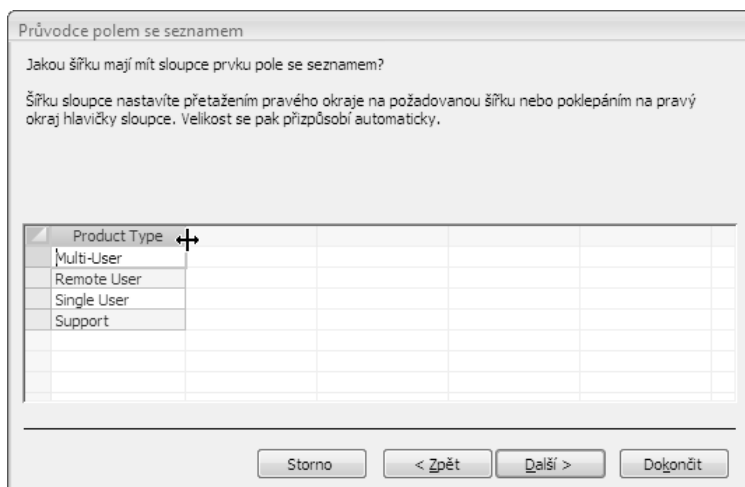 Průvodce polem se seznamem
Jakou šířku mají mít sloupce prvku pole se seznamem?
Šířku sloupce nastavíte přetažením pravého okraje na požadovanou šířku nebo poklepáním na pravý
okraj hlavičky sloupce. Velikost se pak přizpůsobí automaticky.
Product Type
Multi-User
Remote User
Single User
Support
Storno
< Zpět
Další >
Dokončit